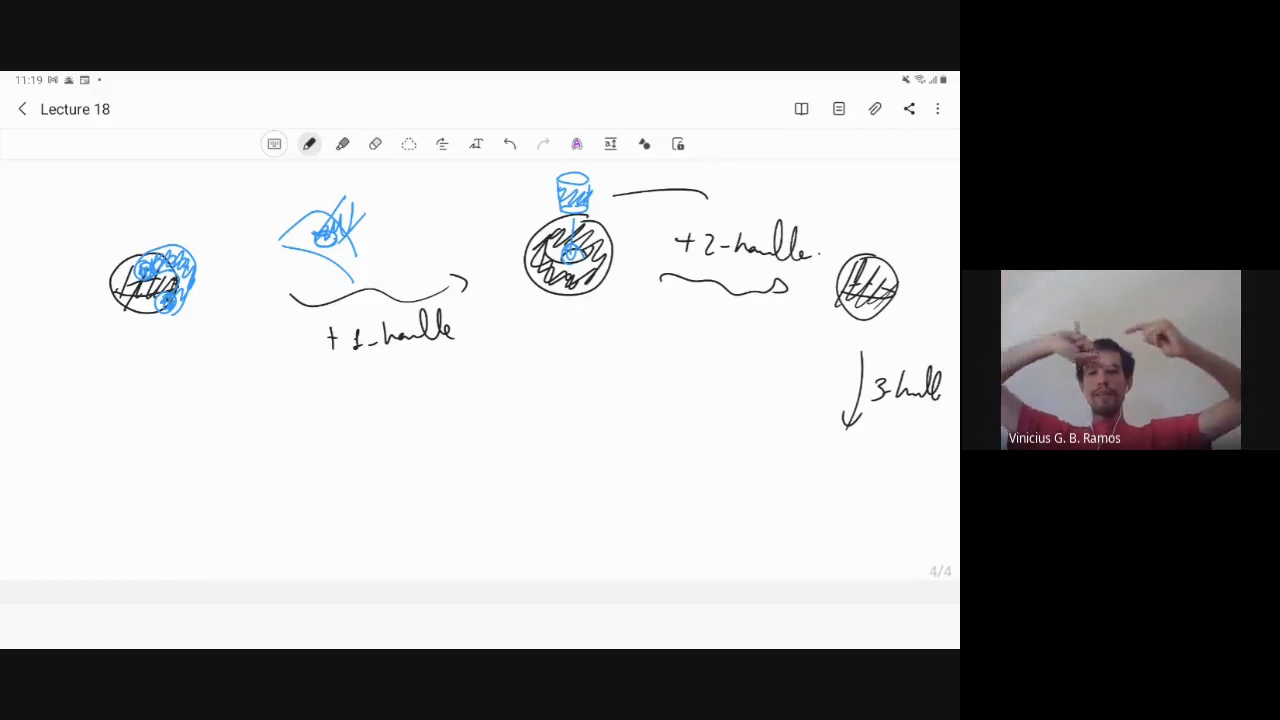 11:19
Lecture 18
+ 2-handle.
+ 1-handle
3-handle
Vinicius G. B. Ramos
4/4